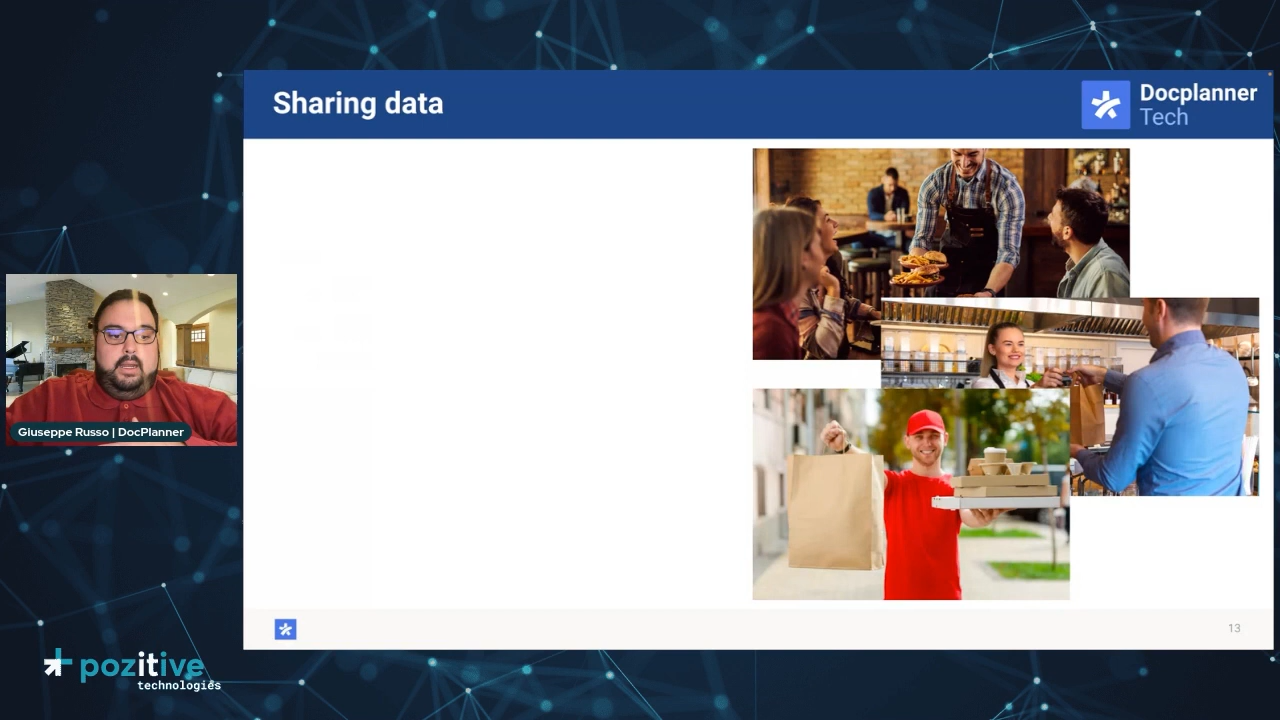 Sharing data
Docplanner
Tech
Giuseppe Russo | DocPlanner
13
pozitive
technologies